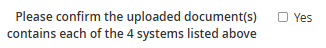 Please confirm the uploaded document(s)
contains each of the 4 systems listed above
Yes